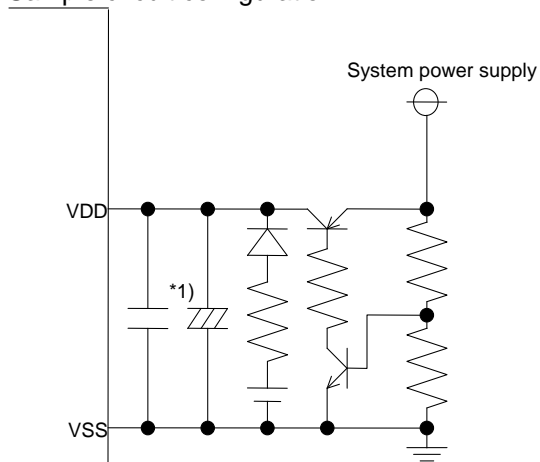 Sample circuit configuration
System power supply
VDD
*1)
VSS